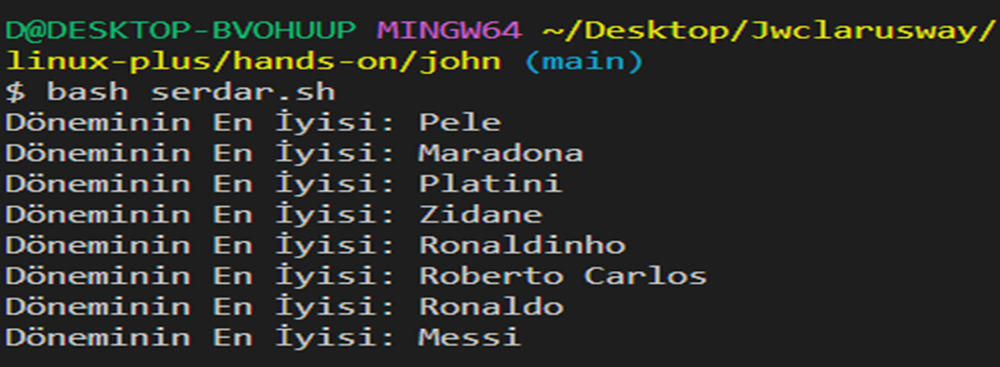 D@DESKTOP-BVOHUUP MINGW64 ~/Desktop/Jwclarusway/
linux-plus/hands-on/john (main)
$ bash serdar.sh
Döneminin En İyisi: Pele
Döneminin En İyisi: Maradona
Döneminin En İyisi: Platini
Döneminin En İyisi: Zidane
Döneminin En İyisi: Ronaldinho
Döneminin En İyisi: Roberto Carlos
Döneminin En İyisi: Ronaldo
Döneminin En İyisi: Messi